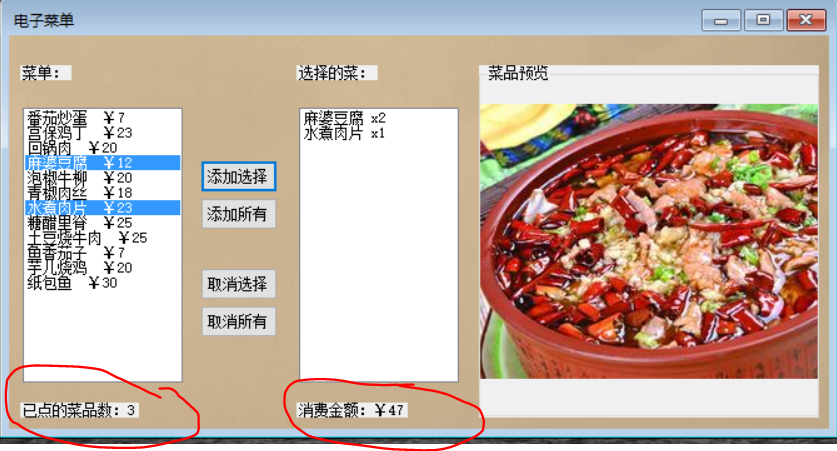 电子菜单
菜单：
选择的菜：
菜品预览
番茄炒蛋 ￥7
宫保鸡丁 ￥23
回锅肉 ￥20
麻婆豆腐 ￥12
泡椒牛柳 ￥20
青椒肉丝 ￥18
水煮肉片 ￥23
糖醋里脊 ￥25
土豆烧牛肉 ￥25
鱼香茄子 ￥7
芋儿烧鸡 ￥20
纸包鱼 ￥30
添加选择
添加所有
取消选择
取消所有
麻婆豆腐 x2
水煮肉片 x1
已点的菜品数：3
消费金额：￥47